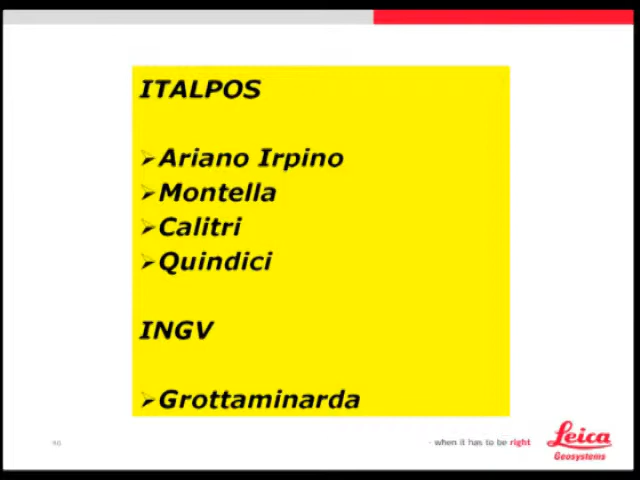 ITALPOS
➢Ariano Irpino
➢Montella
➢Calitri
➢Quindici
INGV
➢Grottaminarda
- when it has to be right
Leica
Geosystems